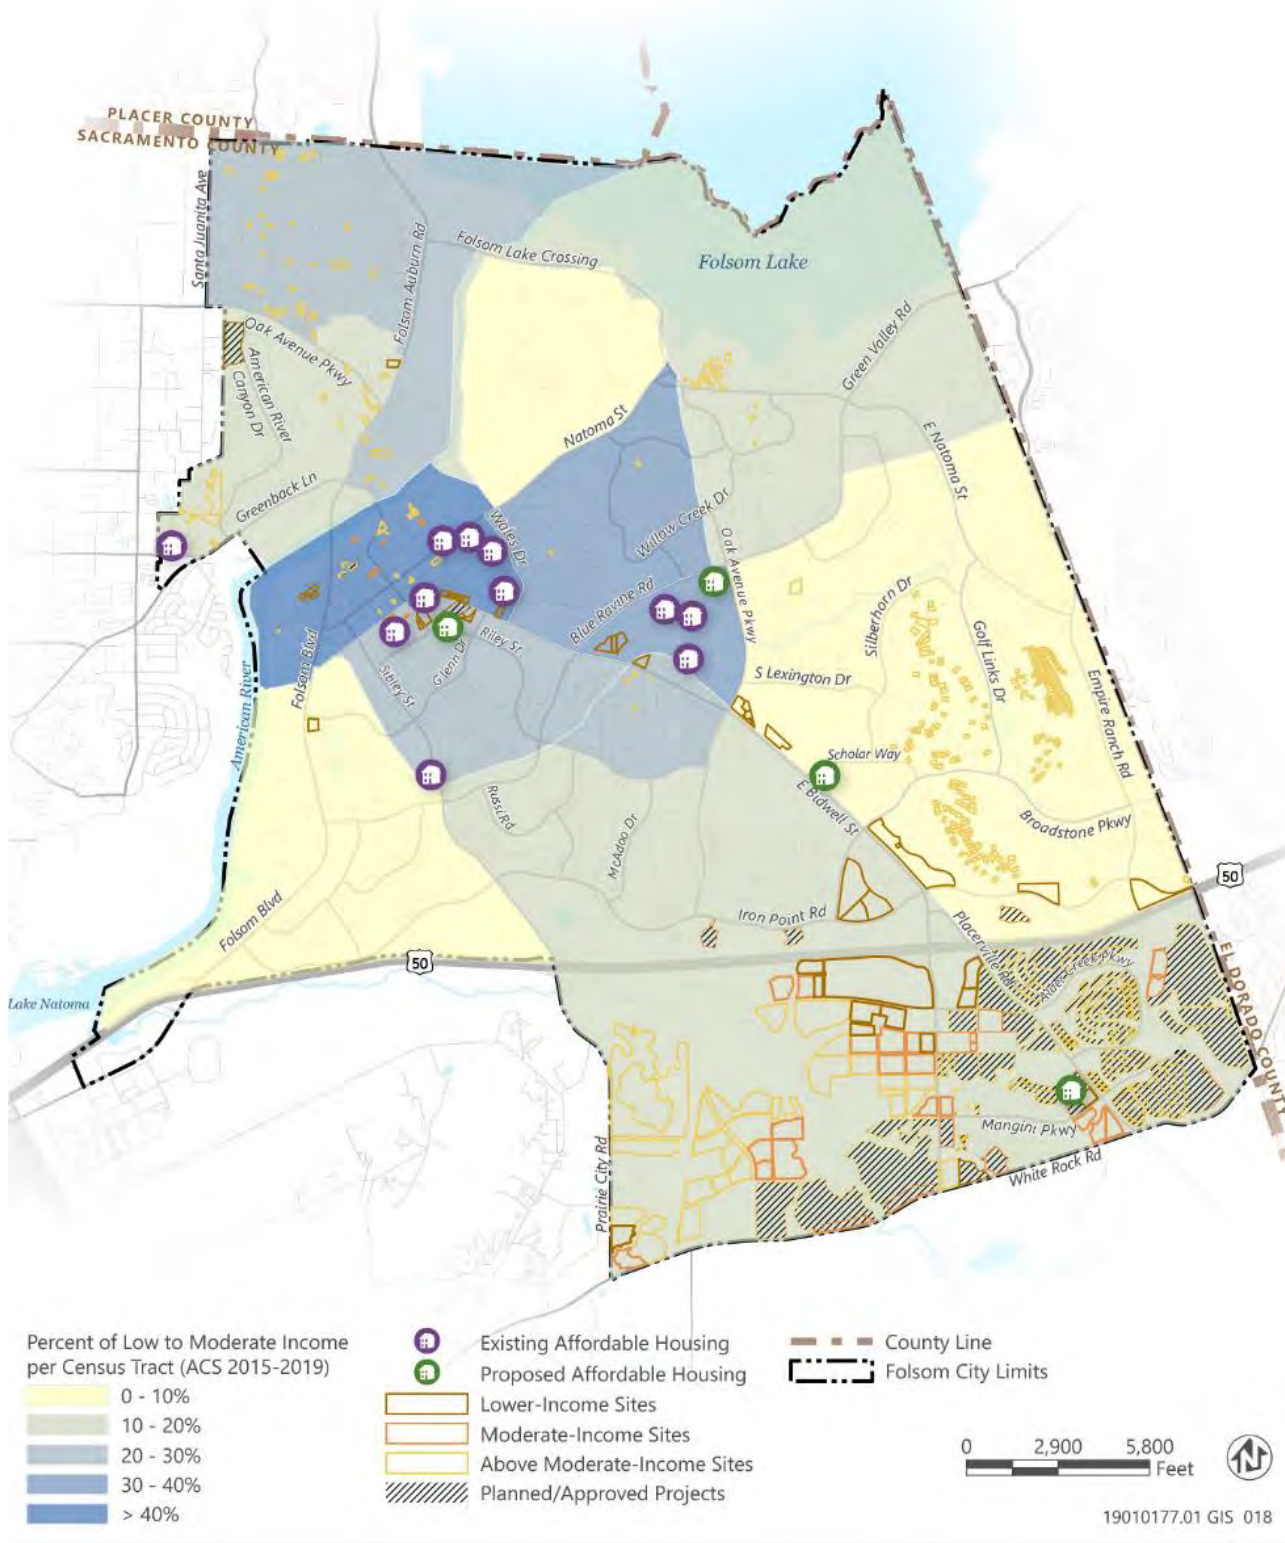 PLACER COUNTY
SACRAMENTO COUNTY
Santa Juanita Ave
Folsom Auburn Rd
Folsom Lake Crossing
Folsom Lake
Green Valley Rd
Oak Avenue Pkwy
American River
Canyon Dr
Natoma St
E Natoma St
Greenback Ln
Wales Dr
Willow Creek Dr
Oak Avenue Pkwy
Blue Ravine Rd
Silberhorn Dr
Golf Links Dr
Folsom Blvd
Riley St
Glenn Dr
Sibley St
S Lexington Dr
Empire Ranch Rd
American River
Scholar Way
E Bidwell St
Russi Rd
McAdoo Dr
Broadstone Pkwy
50
Iron Point Rd
Folsom Blvd
Placerville Rd
50
Alder Creek Pkwy
EL DORADO COUNTY
Lake Natoma
Mangini Pkwy
Prairie City Rd
White Rock Rd
Percent of Low to Moderate Income
per Census Tract (ACS 2015-2019)
0 - 10%
10 - 20%
20 - 30%
30 - 40%
> 40%
Existing Affordable Housing
Proposed Affordable Housing
Lower-Income Sites
Moderate-Income Sites
Above Moderate-Income Sites
Planned/Approved Projects
County Line
Folsom City Limits
0 2,900 5,800
Feet
N
19010177.01 GIS 018